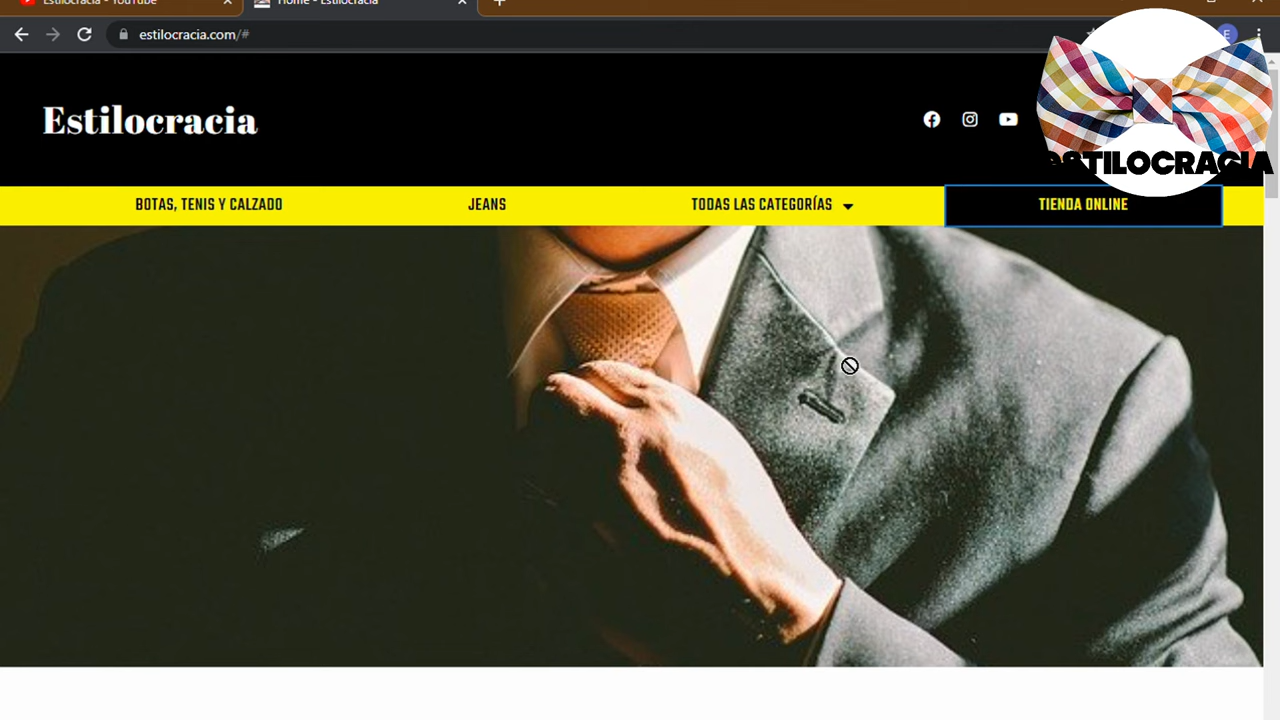 Estilocracia - YouTube
Home - Estilocracia
estilocracia.com/#
E
Estilocracia
ESTILOCRACIA
BOTAS, TENIS Y CALZADO
JEANS
TODAS LAS CATEGORÍAS
TIENDA ONLINE